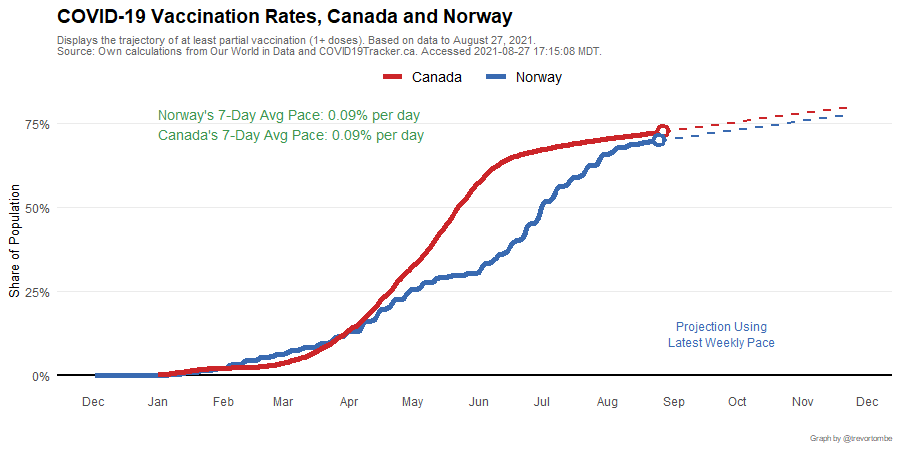 COVID-19 Vaccination Rates, Canada and Norway
Displays the trajectory of at least partial vaccination (1+ doses). Based on data to August 27, 2021.
Source: Own calculations from Our World in Data and COVID19Tracker.ca. Accessed 2021-08-27 17:15:08 MDT.
Canada Norway
Norway's 7-Day Avg Pace: 0.09% per day
Canada's 7-Day Avg Pace: 0.09% per day
75%
50%
25%
0%
Share of Population
Projection Using
Latest Weekly Pace
Dec Jan Feb Mar Apr May Jun Jul Aug Sep Oct Nov Dec
Graph by @trevortombe